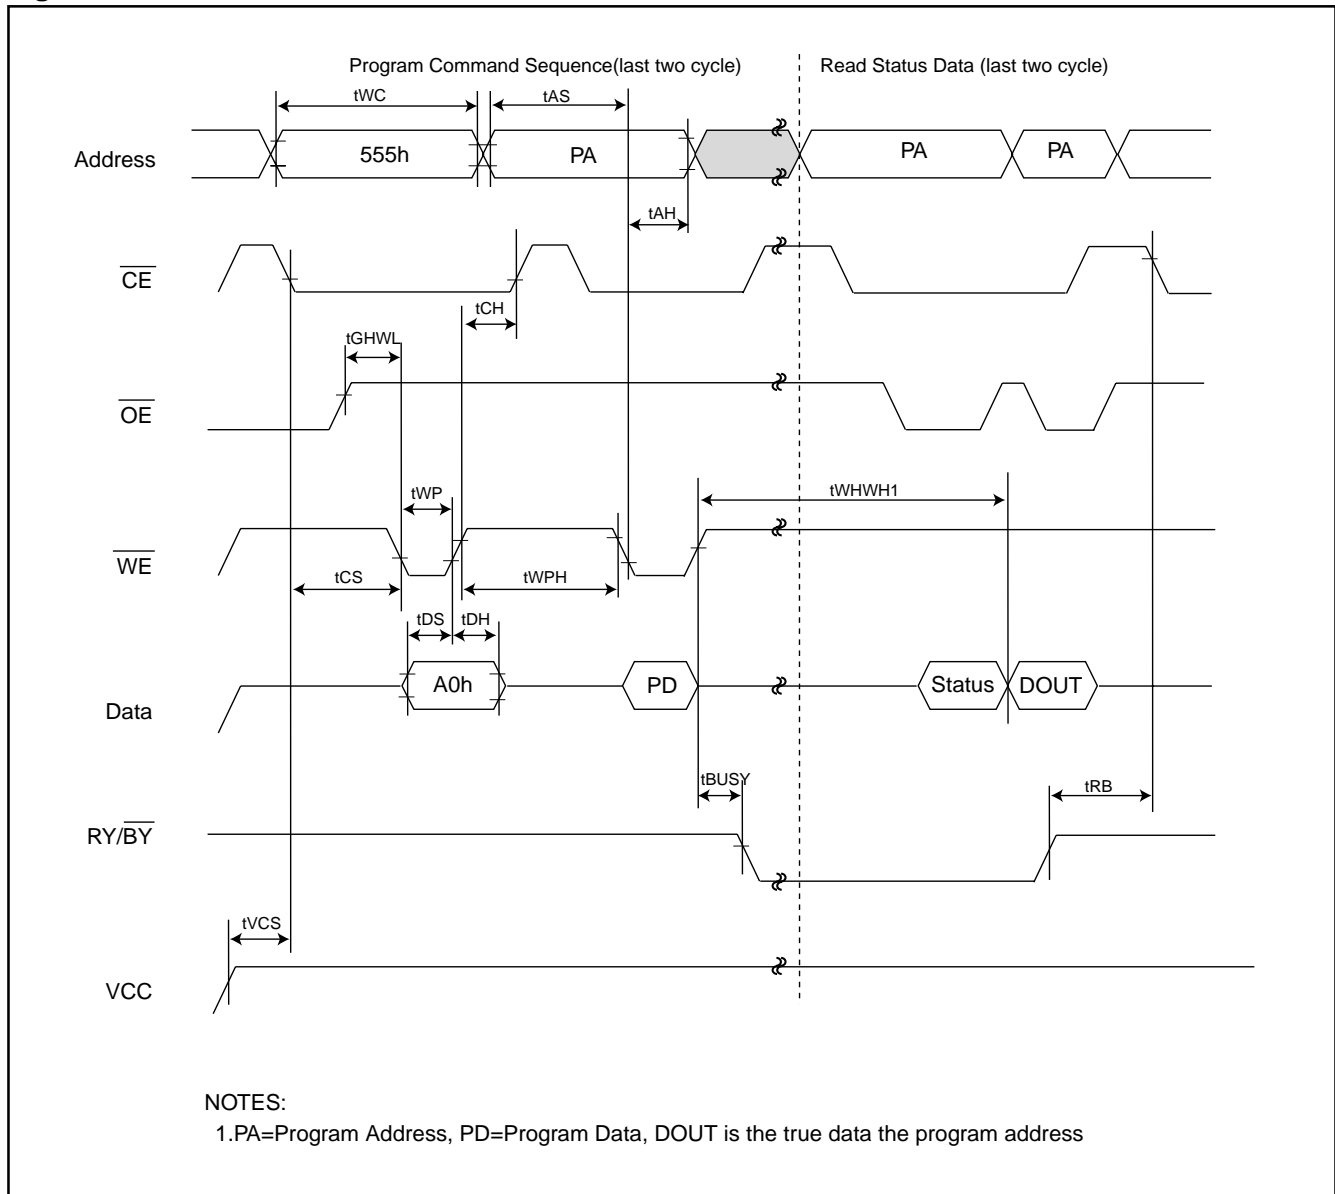 Program Command Sequence(last two cycle)
Read Status Data (last two cycle)
tWC
tAS
Address
555h
PA
PA
PA
tAH
CE
tCH
tGHWL
OE
tWP
tWHWH1
WE
tCS
tWPH
tDS
tDH
A0h
PD
Status
DOUT
Data
tBUSY
tRB
RY/BY
tVCS
VCC
NOTES:
1.PA=Program Address, PD=Program Data, DOUT is the true data the program address